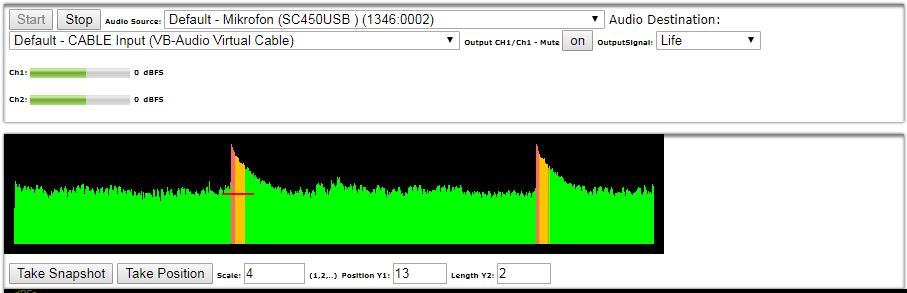 Start Stop Audio Source: Default - Mikrofon (SC450USB ) (1346:0002) Audio Destination:
Default - CABLE Input (VB-Audio Virtual Cable) Output CH1/Ch1 - Mute on OutputSignal: Life
Ch1: 0 dBFS
Ch2: 0 dBFS
Take Snapshot Take Position Scale: 4 (1,2,..) Position Y1: 13 Length Y2: 2